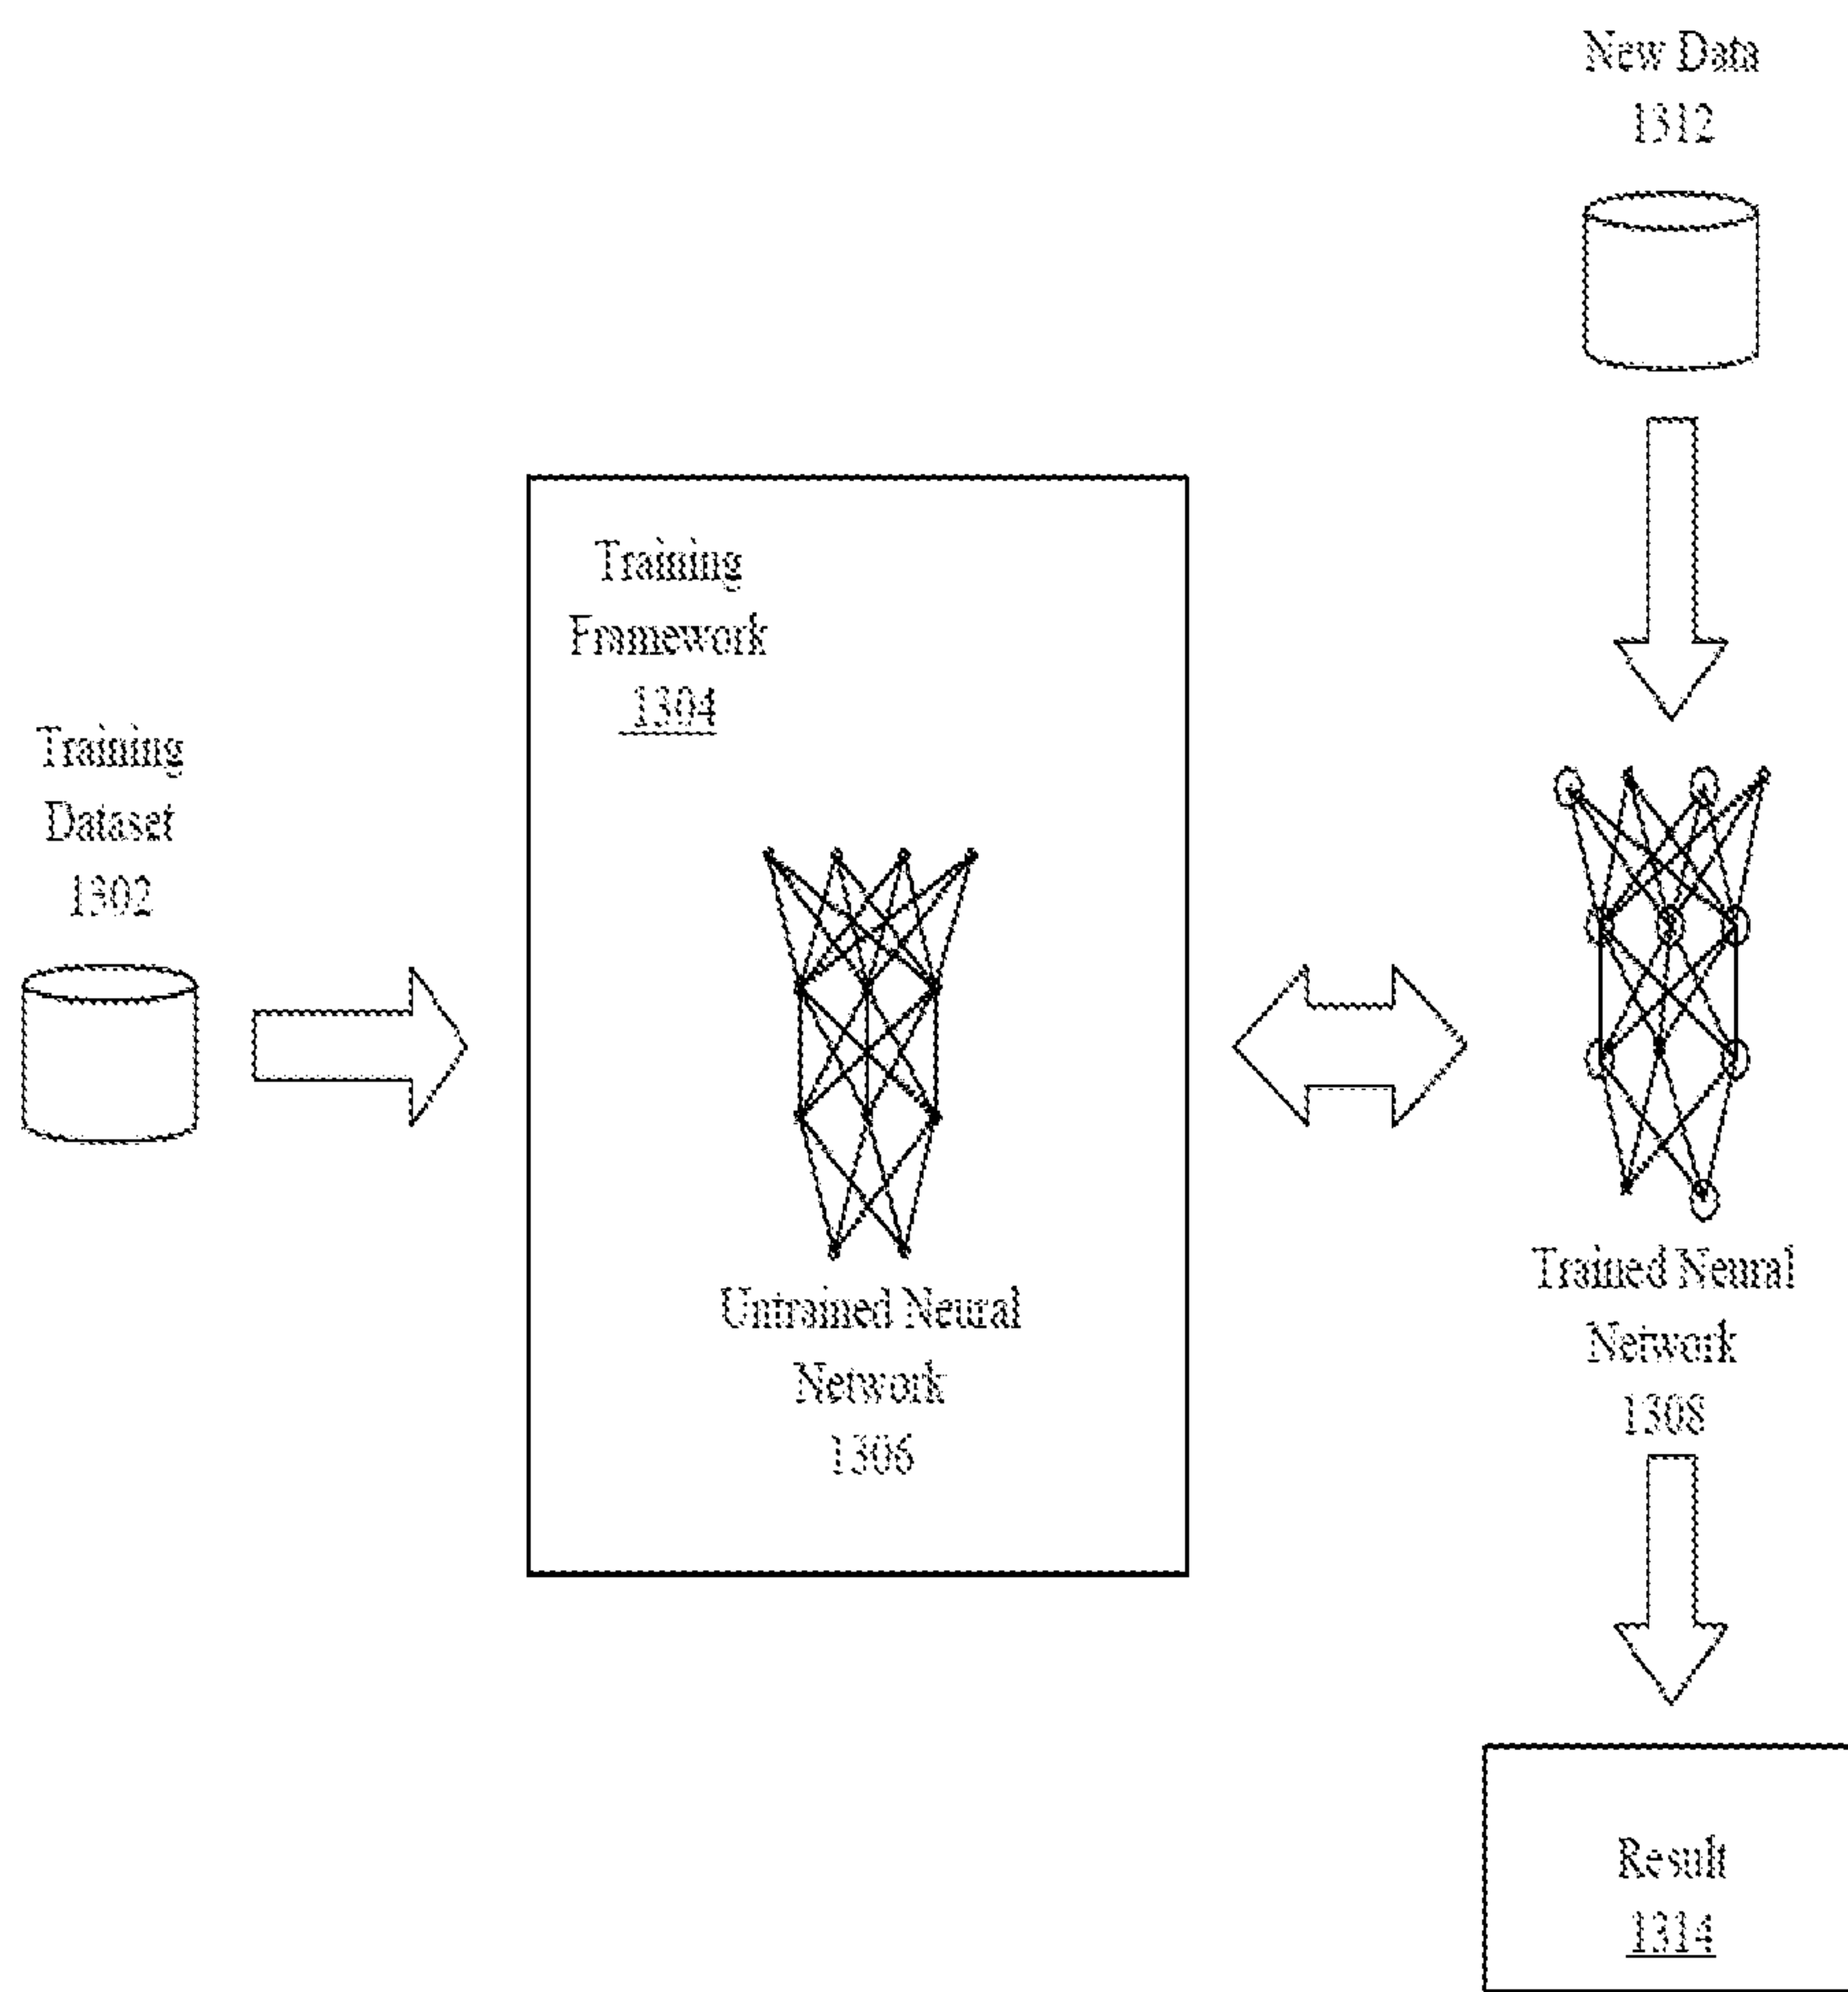 New Data
1312
Training
Framework
1304
Training
Dataset
1302
Untrained Neural
Network
1306
Trained Neural
Network
1308
Result
1314